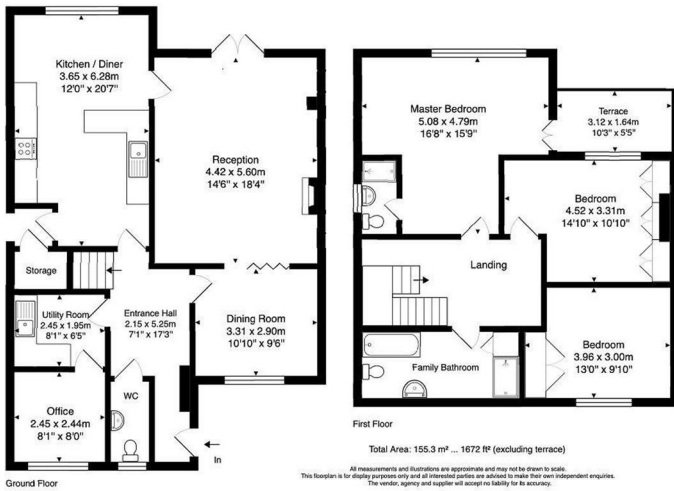 Kitchen / Diner
3.65 x 6.28m
12'0" x 20'7"
Reception
4.42 x 5.60m
14'6" x 18'4"
Storage
Utility Room
2.45 x 1.95m
8'1" x 6'5"
Entrance Hall
2.15 x 5.25m
7'1" x 17'3"
Dining Room
3.31 x 2.90m
10'10" x 9'6"
Office
2.45 x 2.44m
8'1" x 8'0"
WC
In
Ground Floor
Master Bedroom
5.08 x 4.79m
16'8" x 15'9"
Terrace
3.12 x 1.64m
10'3" x 5'5"
Bedroom
4.52 x 3.31m
14'10" x 10'10"
Landing
Bedroom
3.96 x 3.00m
13'0" x 9'10"
Family Bathroom
First Floor
Total Area: 155.3 m² ... 1672 ft² (excluding terrace)
All measurements and illustrations are approximate and may not be drawn to scale.
This floorplan is for display purposes only and all interested parties are advised to make their own independent enquiries.
The vendor, agency and supplier will accept no liability for its accuracy.